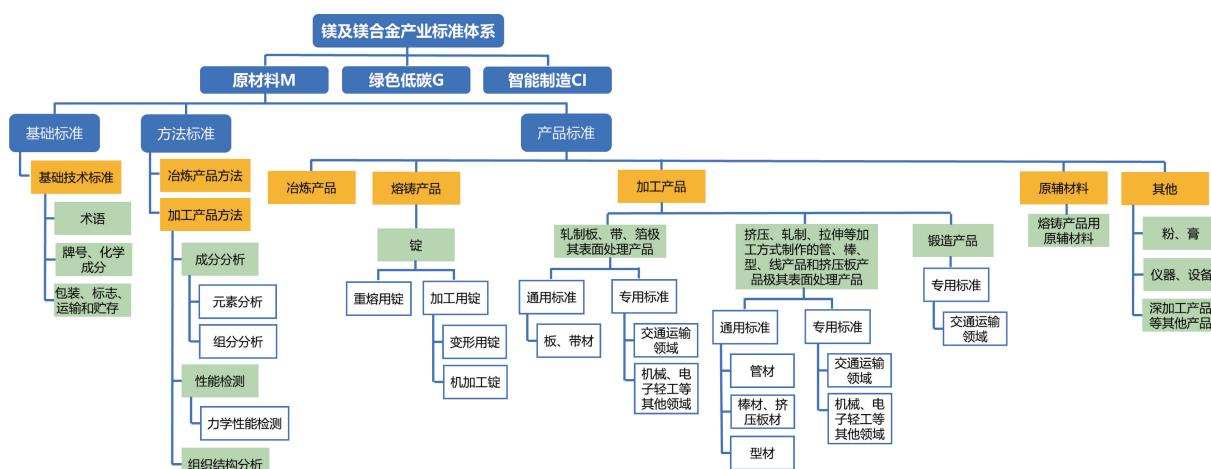 镁及镁合金产业标准体系
原材料M
绿色低碳G
智能制造CI
基础标准
方法标准
产品标准
基础技术标准
术语
牌号、化学
成分
包装、标志、
运输和贮存
冶炼产品方法
加工产品方法
成分分析
元素分析
组分分析
性能检测
力学性能检测
组织结构分析
冶炼产品
熔铸产品
锭
重熔用锭
加工用锭
变形用锭
机加工锭
加工产品
轧制板、带、箔极
其表面处理产品
通用标准
板、带材
专用标准
交通运输
领域
机械、电
子轻工等
其他领域
挤压、轧制、拉伸等加
工方式制作的管、棒、
型、线产品和挤压板产
品极其表面处理产品
通用标准
管材
棒材、挤
压板材
型材
专用标准
交通运输
领域
机械、电
子轻工等
其他领域
锻造产品
专用标准
交通运输
领域
原辅材料
熔铸产品用
原辅材料
其他
粉、膏
仪器、设备
深加工产品
等其他产品